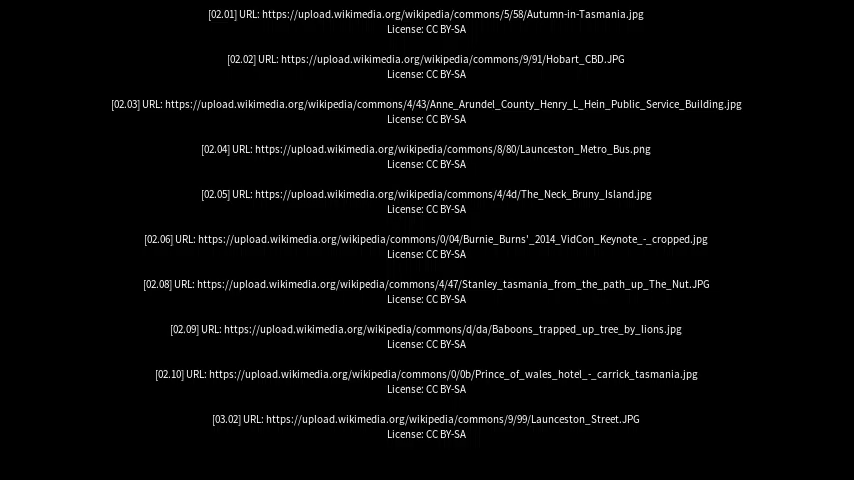 [02.01] URL: https://upload.wikimedia.org/wikipedia/commons/5/58/Autumn-in-Tasmania.jpg
License: CC BY-SA
[02.02] URL: https://upload.wikimedia.org/wikipedia/commons/9/91/Hobart_CBD.JPG
License: CC BY-SA
[02.03] URL: https://upload.wikimedia.org/wikipedia/commons/4/43/Anne_Arundel_County_Henry_L_Hein_Public_Service_Building.jpg
License: CC BY-SA
[02.04] URL: https://upload.wikimedia.org/wikipedia/commons/8/80/Launceston_Metro_Bus.png
License: CC BY-SA
[02.05] URL: https://upload.wikimedia.org/wikipedia/commons/4/4d/The_Neck_Bruny_Island.jpg
License: CC BY-SA
[02.06] URL: https://upload.wikimedia.org/wikipedia/commons/0/04/Burnie_Burns'_2014_VidCon_Keynote_-_cropped.jpg
License: CC BY-SA
[02.08] URL: https://upload.wikimedia.org/wikipedia/commons/4/47/Stanley_tasmania_from_the_path_up_The_Nut.JPG
License: CC BY-SA
[02.09] URL: https://upload.wikimedia.org/wikipedia/commons/d/da/Baboons_trapped_up_tree_by_lions.jpg
License: CC BY-SA
[02.10] URL: https://upload.wikimedia.org/wikipedia/commons/0/0b/Prince_of_wales_hotel_-_carrick_tasmania.jpg
License: CC BY-SA
[03.02] URL: https://upload.wikimedia.org/wikipedia/commons/9/99/Launceston_Street.JPG
License: CC BY-SA